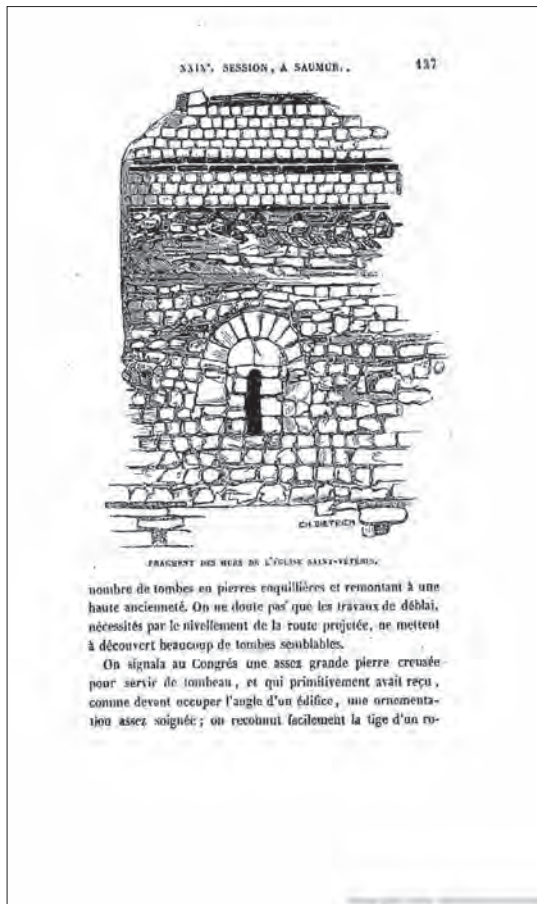 XXIXe. SESSION, A SAUMUR.. 137
CH. DIETRICH
FRAGMENT DES MURS DE L'ÉGLISE SAINT-VÉTÉRIN.
nombre de tombes en pierres coquillières et remontant à une
haute ancienneté. On ne doute pas que les travaux de déblai,
nécessités par le nivellement de la route projetée, ne mettent
à découvert beaucoup de tombes semblables.
On signala au Congrés une assez grande pierre creusée
pour servir de tombeau, et qui primitivement avait reçu,
comme devant occuper l'angle d'un édifice, une ornementa-
tion assez soignée ; on reconnut facilement la tige d'un ro-